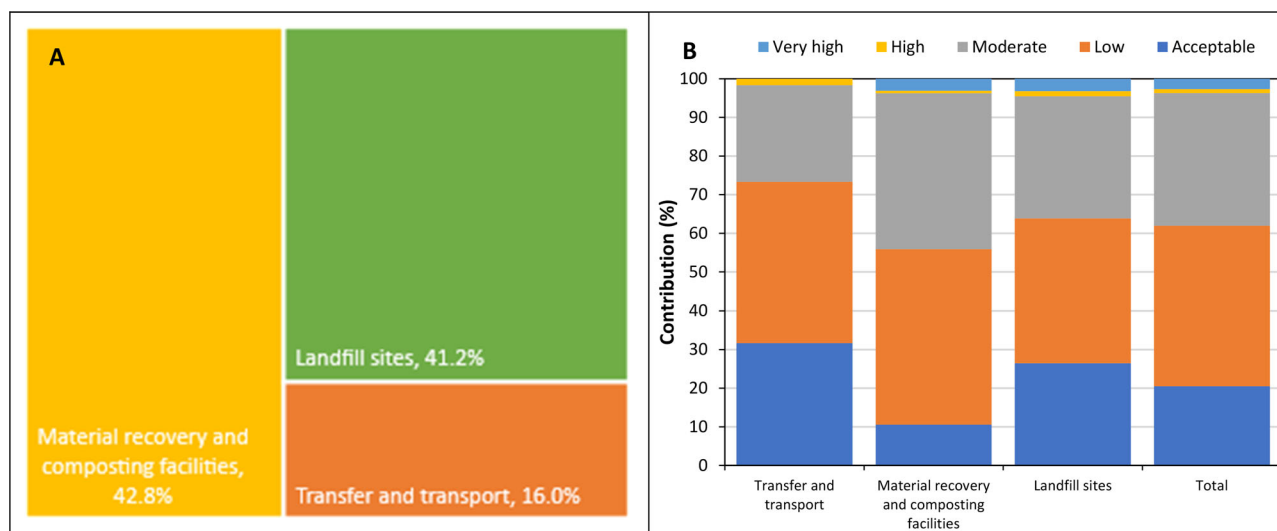 A
Landfill sites, 41.2%
Material recovery and
composting facilities,
42.8%
Transfer and transport, 16.0%
B
Very high
High
Moderate
Low
Acceptable
Contribution (%)
100
90
80
70
60
50
40
30
20
10
0
Transfer and
transport
Material recovery
and composting
facilities
Landfill sites
Total